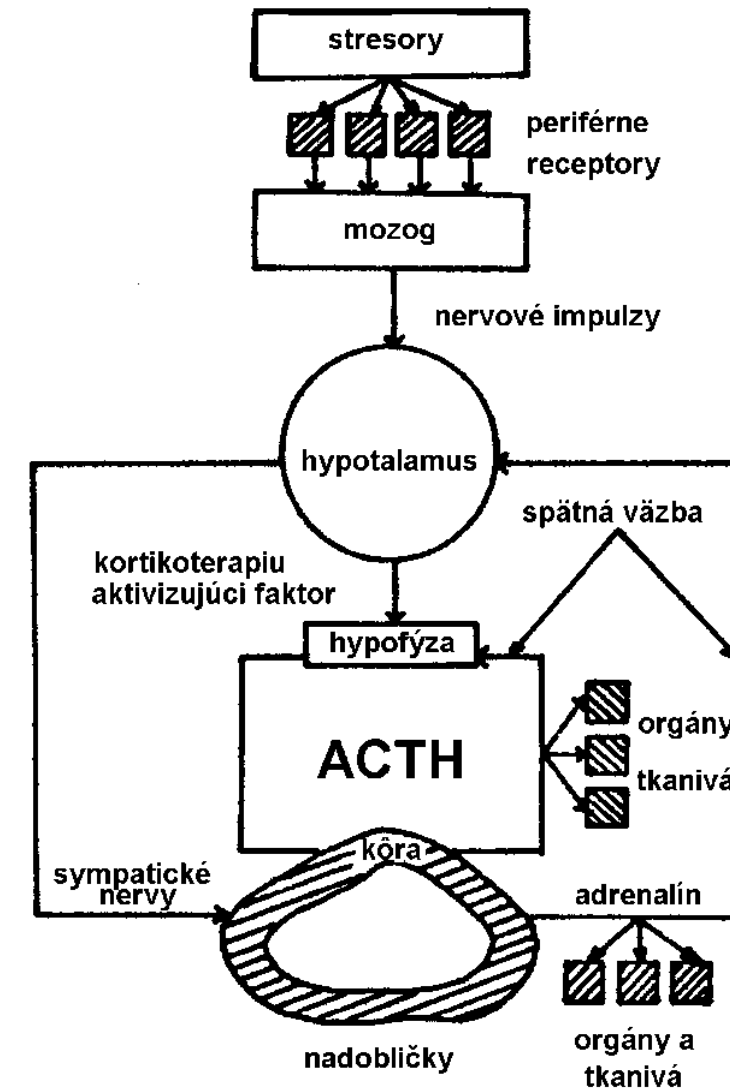 stresory
periférne
receptory
mozog
nervové impulzy
hypotalamus
spätná väzba
kortikoterapiu
aktivizujúci faktor
hypofýza
orgány
ACTH
tkanivá
kôra
sympatické
nervy
adrenalín
orgány a
tkanivá
nadobličky